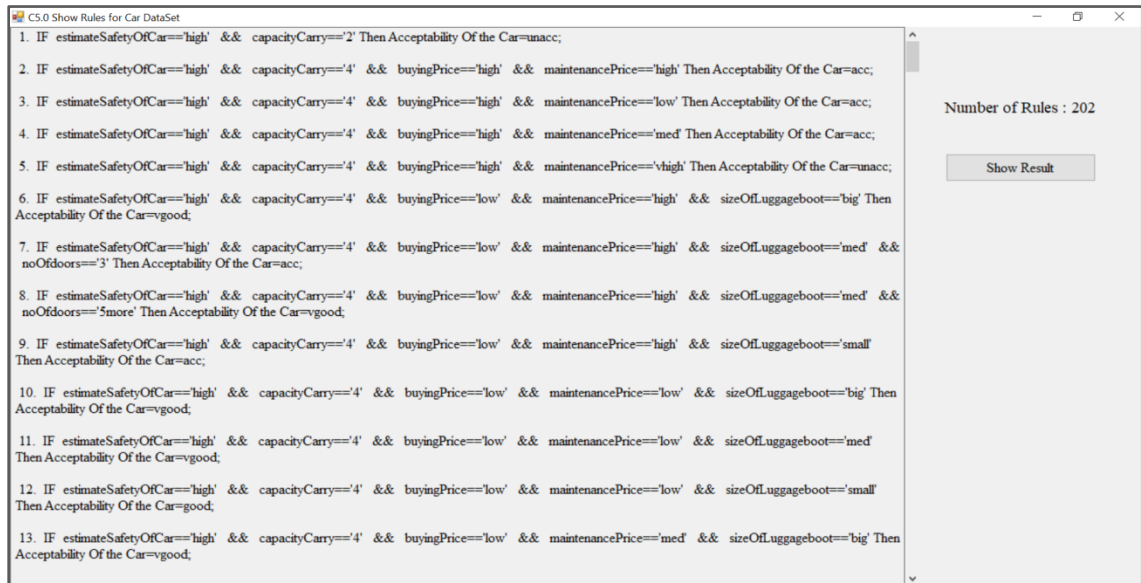 C5.0 Show Rules for Car DataSet
1. IF estimateSafetyOfCar=='high' && capacityCarry=='2' Then Acceptability Of the Car=unacc;
2. IF estimateSafetyOfCar=='high' && capacityCarry=='4' && buyingPrice=='high' && maintenancePrice=='high' Then Acceptability Of the Car=acc;
3. IF estimateSafetyOfCar=='high' && capacityCarry=='4' && buyingPrice=='high' && maintenancePrice=='low' Then Acceptability Of the Car=acc;
4. IF estimateSafetyOfCar=='high' && capacityCarry=='4' && buyingPrice=='high' && maintenancePrice=='med' Then Acceptability Of the Car=acc;
5. IF estimateSafetyOfCar=='high' && capacityCarry=='4' && buyingPrice=='high' && maintenancePrice=='vhigh' Then Acceptability Of the Car=unacc;
6. IF estimateSafetyOfCar=='high' && capacityCarry=='4' && buyingPrice=='low' && maintenancePrice=='high' && sizeOfLuggageboot=='big' Then
Acceptability Of the Car=vgood;
7. IF estimateSafetyOfCar=='high' && capacityCarry=='4' && buyingPrice=='low' && maintenancePrice=='high' && sizeOfLuggageboot=='med' &&
noOfdoors=='3' Then Acceptability Of the Car=acc;
8. IF estimateSafetyOfCar=='high' && capacityCarry=='4' && buyingPrice=='low' && maintenancePrice=='high' && sizeOfLuggageboot=='med' &&
noOfdoors=='5more' Then Acceptability Of the Car=vgood;
9. IF estimateSafetyOfCar=='high' && capacityCarry=='4' && buyingPrice=='low' && maintenancePrice=='high' && sizeOfLuggageboot=='small'
Then Acceptability Of the Car=acc;
10. IF estimateSafetyOfCar=='high' && capacityCarry=='4' && buyingPrice=='low' && maintenancePrice=='low' && sizeOfLuggageboot=='big' Then
Acceptability Of the Car=vgood;
11. IF estimateSafetyOfCar=='high' && capacityCarry=='4' && buyingPrice=='low' && maintenancePrice=='low' && sizeOfLuggageboot=='med'
Then Acceptability Of the Car=vgood;
12. IF estimateSafetyOfCar=='high' && capacityCarry=='4' && buyingPrice=='low' && maintenancePrice=='low' && sizeOfLuggageboot=='small'
Then Acceptability Of the Car=good;
13. IF estimateSafetyOfCar=='high' && capacityCarry=='4' && buyingPrice=='low' && maintenancePrice=='med' && sizeOfLuggageboot=='big' Then
Acceptability Of the Car=vgood;
Number of Rules : 202
Show Result